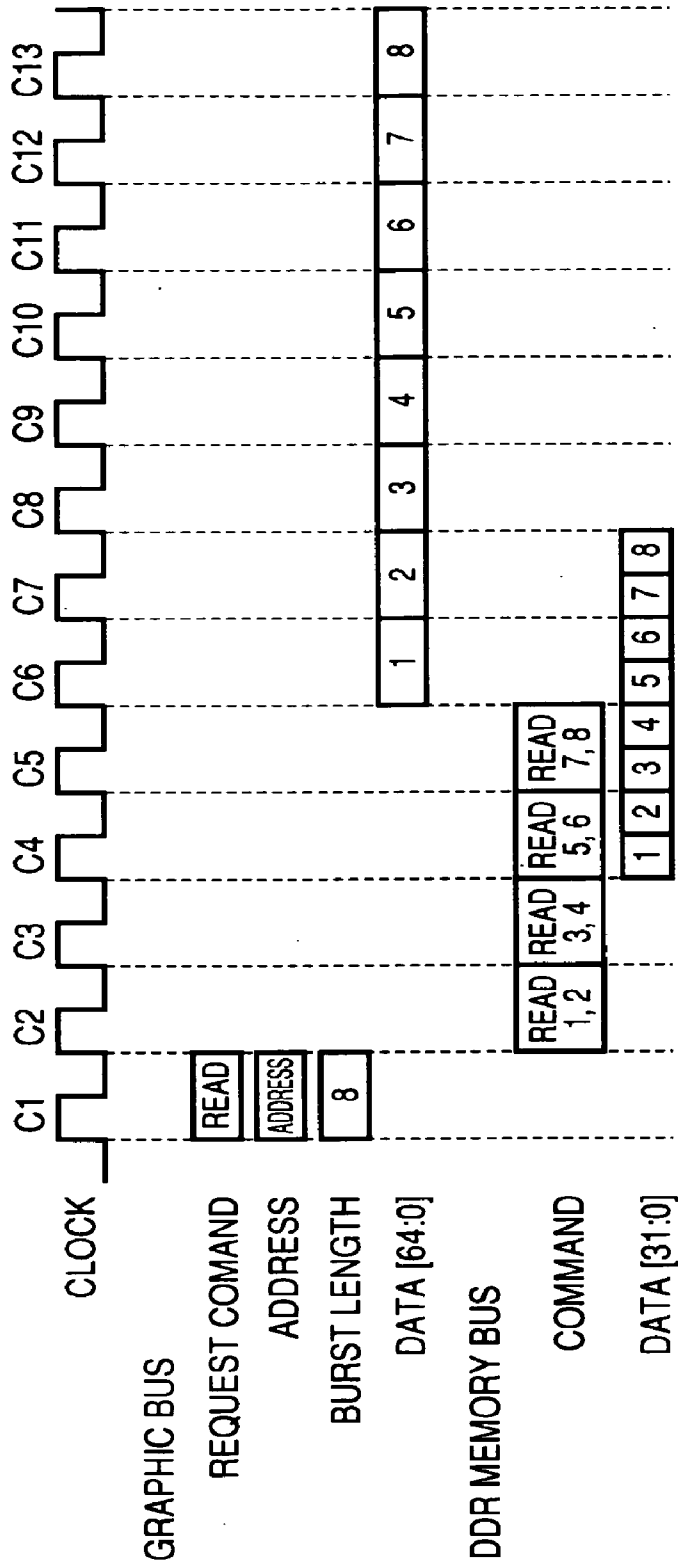 CLOCK C1 C2 C3 C4 C5 C6 C7 C8 C9 C10 C11 C12 C13
GRAPHIC BUS
REQUEST COMAND READ
ADDRESS ADDRESS
BURST LENGTH 8
DATA [64:0] 1 2 3 4 5 6 7 8
DDR MEMORY BUS
COMMAND READ 1, 2 READ 3, 4 READ 5, 6 READ 7, 8
DATA [31:0] 1 2 3 4 5 6 7 8